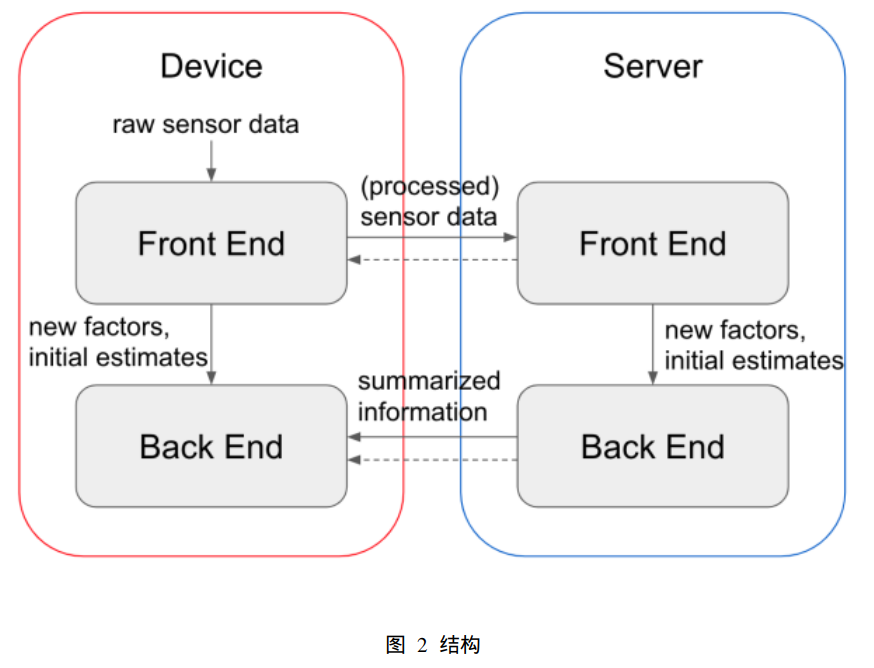 Device
Server
raw sensor data
(processed)
sensor data
Front End
Front End
new factors,
initial estimates
new factors,
initial estimates
summarized
information
Back End
Back End
图 2 结构